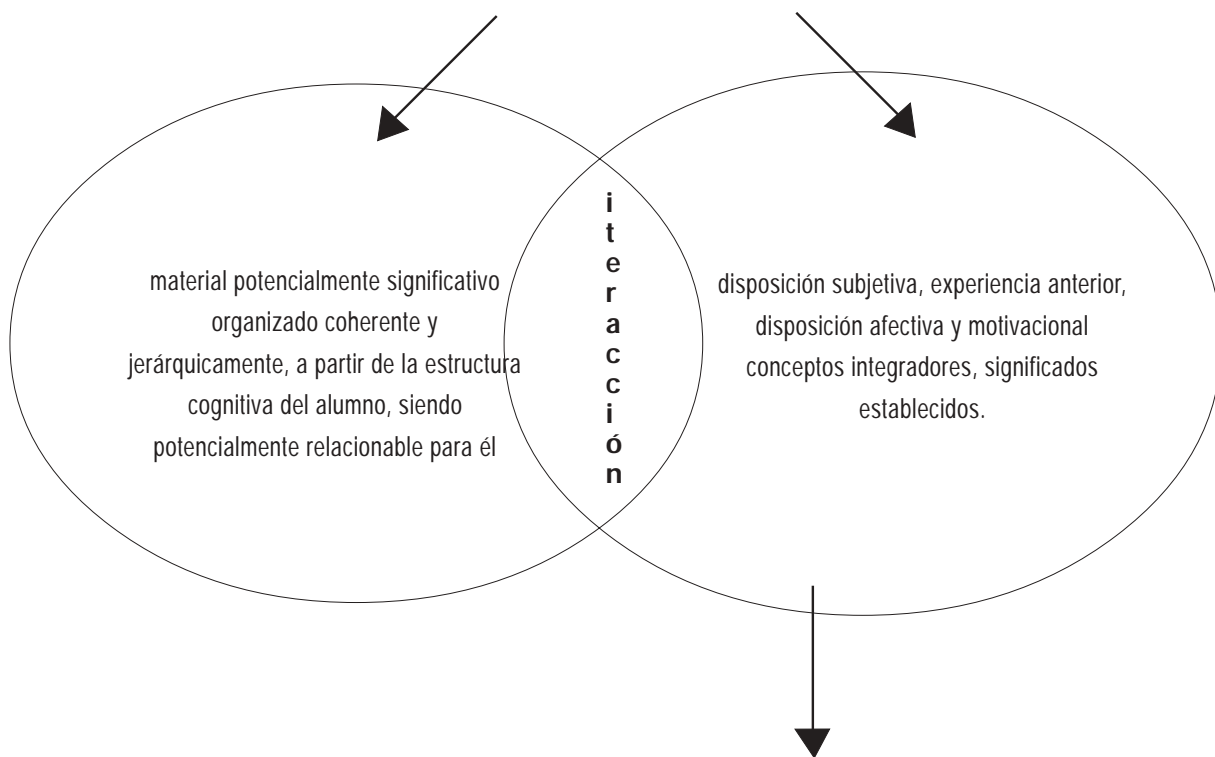 material potencialmente significativo
organizado coherente y
jerárquicamente, a partir de la estructura
cognitiva del alumno, siendo
potencialmente relacionable para él
iteracción
disposición subjetiva, experiencia anterior,
disposición afectiva y motivacional
conceptos integradores, significados
establecidos.